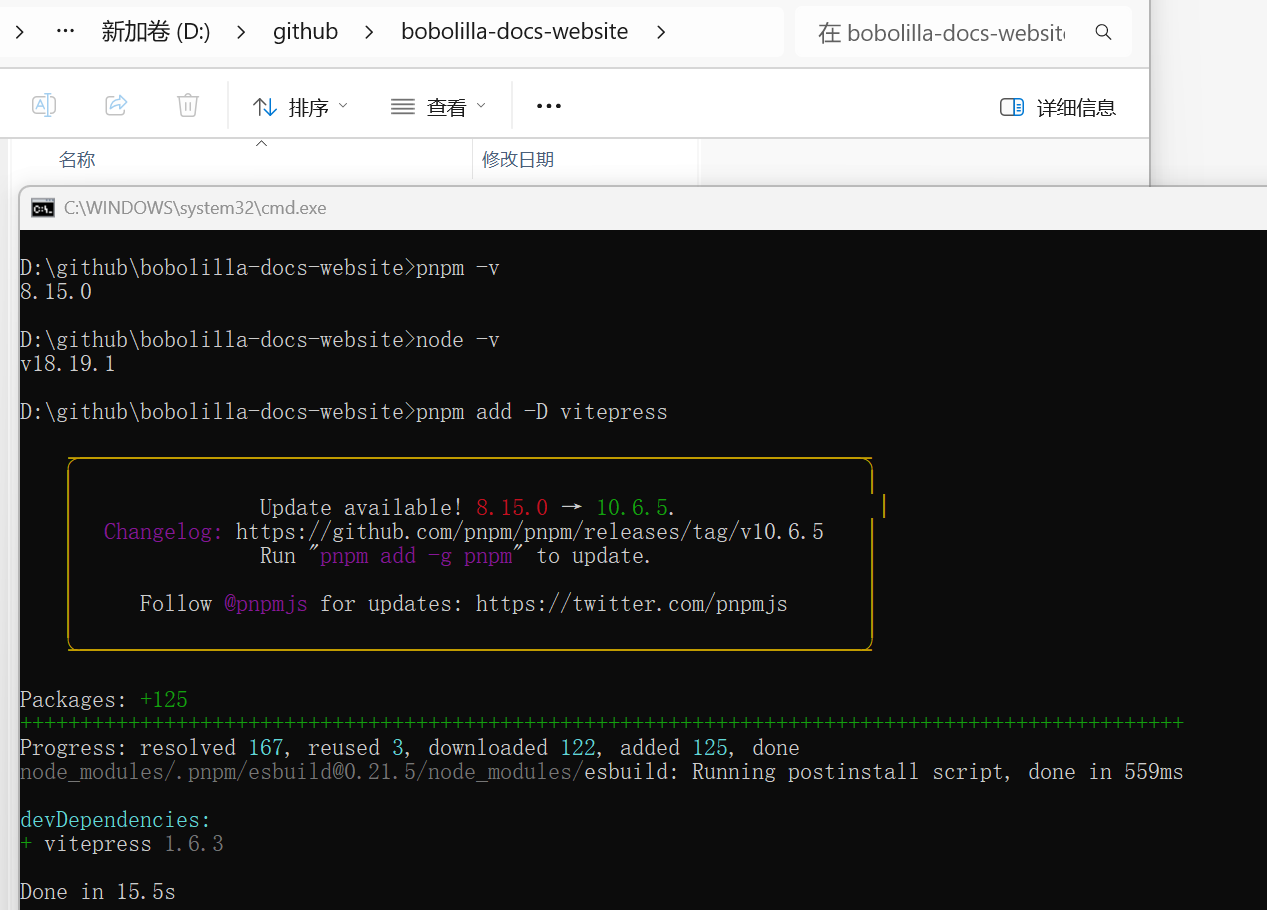 新加卷 (D:) github bobolilla-docs-website 在 bobolilla-docs-website
排序 查看 详细信息
名称 修改日期
C:\WINDOWS\system32\cmd.exe
D:\github\bobolilla-docs-website>pnpm -v
8.15.0
D:\github\bobolilla-docs-website>node -v
v18.19.1
D:\github\bobolilla-docs-website>pnpm add -D vitepress
Update available! 8.15.0 → 10.6.5.
Changelog: https://github.com/pnpm/pnpm/releases/tag/v10.6.5
Run "pnpm add -g pnpm" to update.
Follow @pnpmjs for updates: https://twitter.com/pnpmjs
Packages: +125
+++++++++++++++++++++++++++++++++++++++++++++++++++++++++++++++++++++++++++++++++++++++++++++++++
Progress: resolved 167, reused 3, downloaded 122, added 125, done
node_modules/.pnpm/esbuild@0.21.5/node_modules/esbuild: Running postinstall script, done in 559ms
devDependencies:
+ vitepress 1.6.3
Done in 15.5s